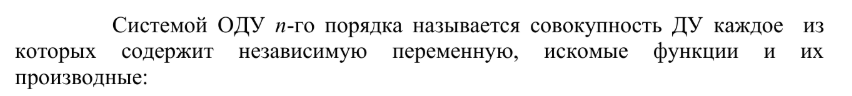 Системой ОДУ n-го порядка называется совокупность ДУ каждое из
которых содержит независимую переменную, искомые функции и их
производные: